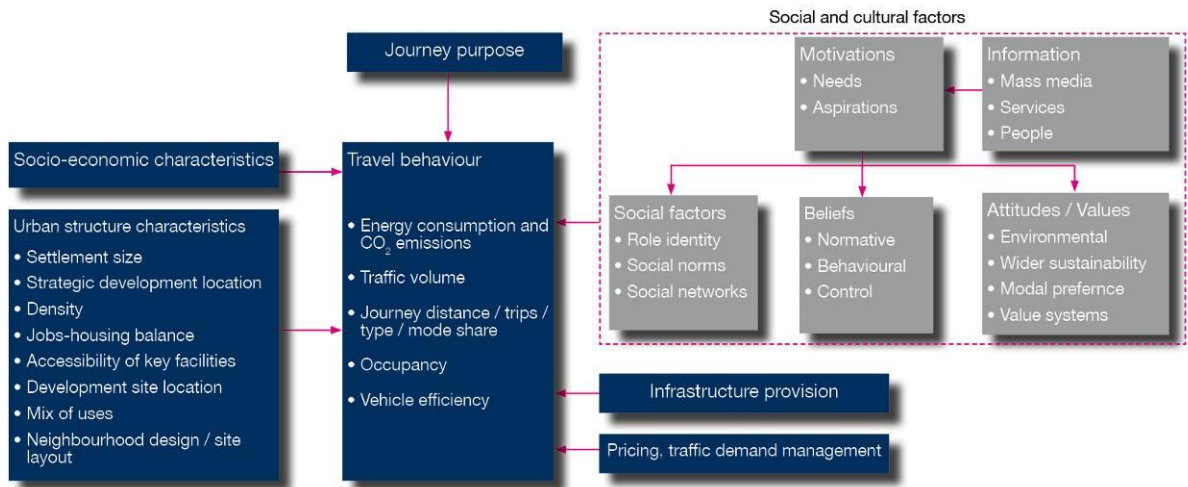 Social and cultural factors
Journey purpose
Motivations
• Needs
• Aspirations
Information
• Mass media
• Services
• People
Socio-economic characteristics
Travel behaviour
• Energy consumption and
CO₂ emissions
• Traffic volume
• Journey distance / trips /
type / mode share
• Occupancy
• Vehicle efficiency
Urban structure characteristics
• Settlement size
• Strategic development location
• Density
• Jobs-housing balance
• Accessibility of key facilities
• Development site location
• Mix of uses
• Neighbourhood design / site
layout
Social factors
• Role identity
• Social norms
• Social networks
Beliefs
• Normative
• Behavioural
• Control
Attitudes / Values
• Environmental
• Wider sustainability
• Modal prefernce
• Value systems
Infrastructure provision
Pricing, traffic demand management